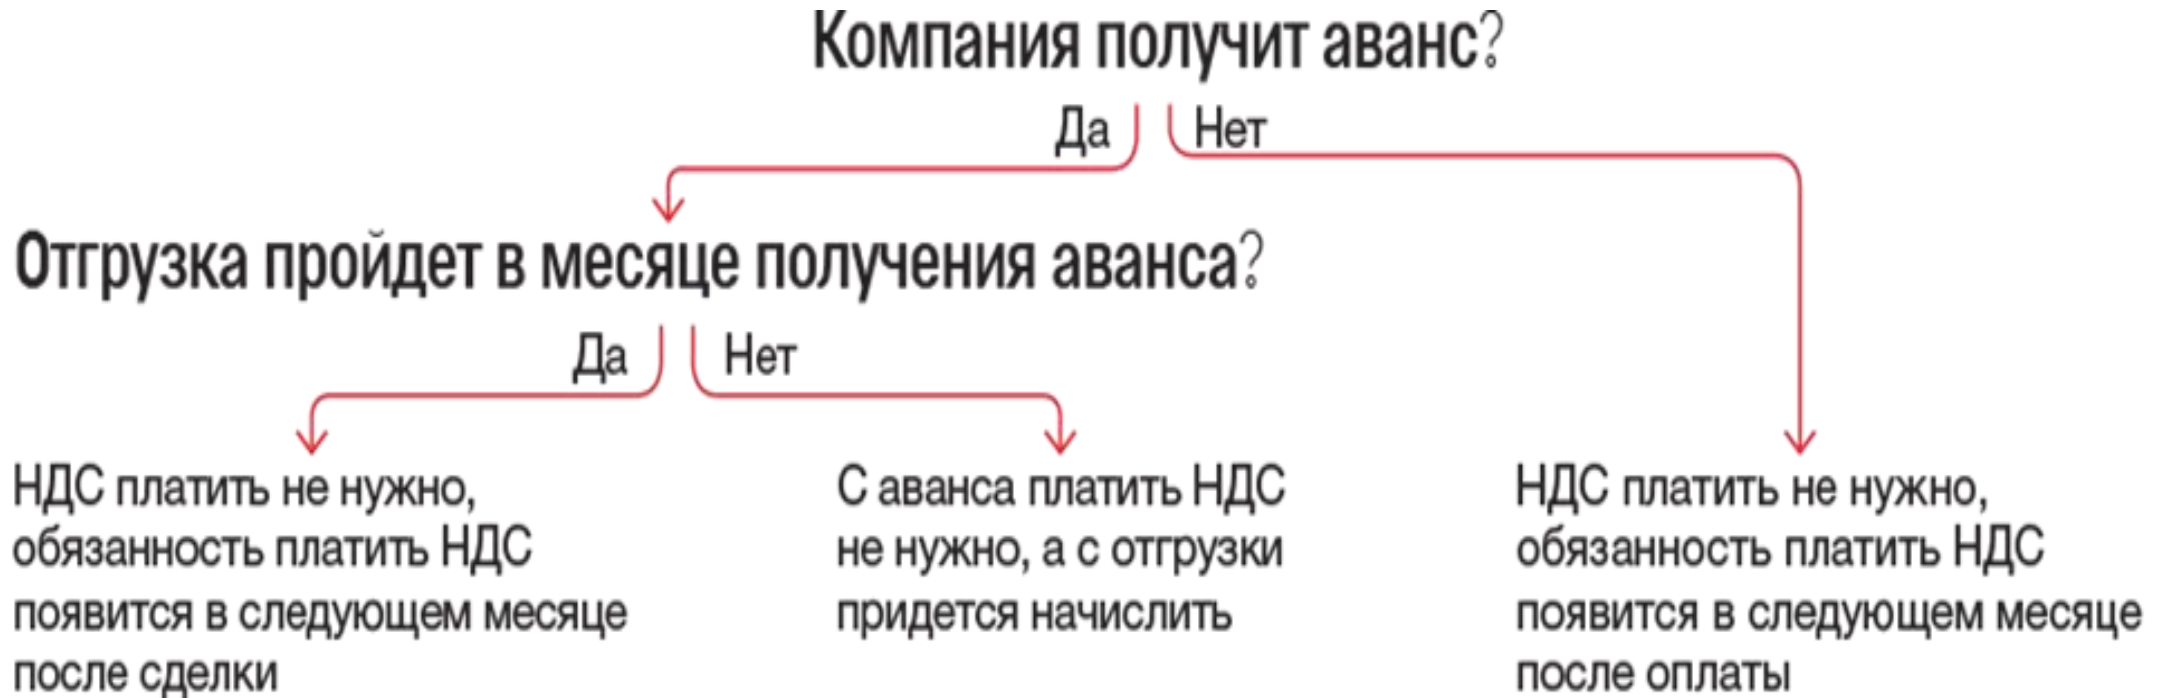 Компания получит аванс?
Да Нет
Отгрузка пройдет в месяце получения аванса?
Да Нет
НДС платить не нужно,
обязанность платить НДС
появится в следующем месяце
после сделки
С аванса платить НДС
не нужно, а с отгрузки
придется начислить
НДС платить не нужно,
обязанность платить НДС
появится в следующем месяце
после оплаты